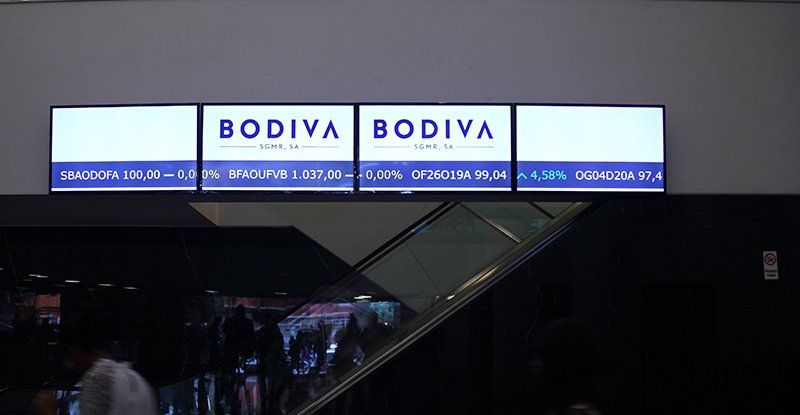 BODIVA
SGMR, SA
BODIVA
SGMR, SA
SBAODOFA 100,00 — 0,00% BFAOUFVB 1.037,00 — - 0,00% OF26O19A 99,04 ^ 4,58% OG04D20A 97,4